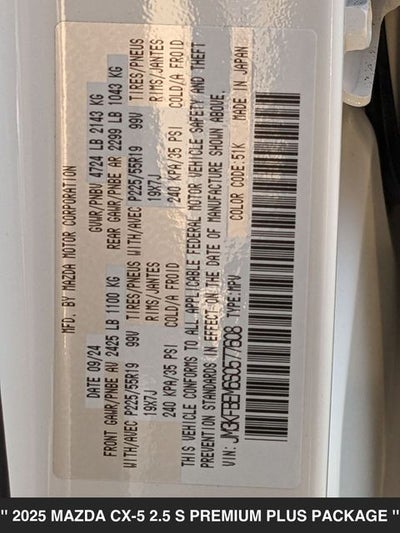 MFD. BY MAZDA MOTOR CORPORATION
DATE 09/24 GVWR/PNBV 4724 LB 2143 KG
FRONT GAWR/PNBE AV 2425 LB 1100 KG REAR GAWR/PNBE AR 2299 LB 1043 KG
WITH/AVEC P225/55R19 99V TIRES/PNEUS WITH/AVEC P225/55R19 99V TIRES/PNEUS
19X7J RIMS/JANTES 19X7J RIMS/JANTES
240 KPA/35 PSI COLD/A FROID 240 KPA/35 PSI COLD/A FROID
THIS VEHICLE CONFORMS TO ALL APPLICABLE FEDERAL MOTOR VEHICLE SAFETY AND THEFT
PREVENTION STANDARDS IN EFFECT ON THE DATE OF MANUFACTURE SHOWN ABOVE.
VIN: JM3KFBEM6S0577608 TYPE:MPV COLOR CODE:51K MADE IN JAPAN
" 2025 MAZDA CX-5 2.5 S PREMIUM PLUS PACKAGE "